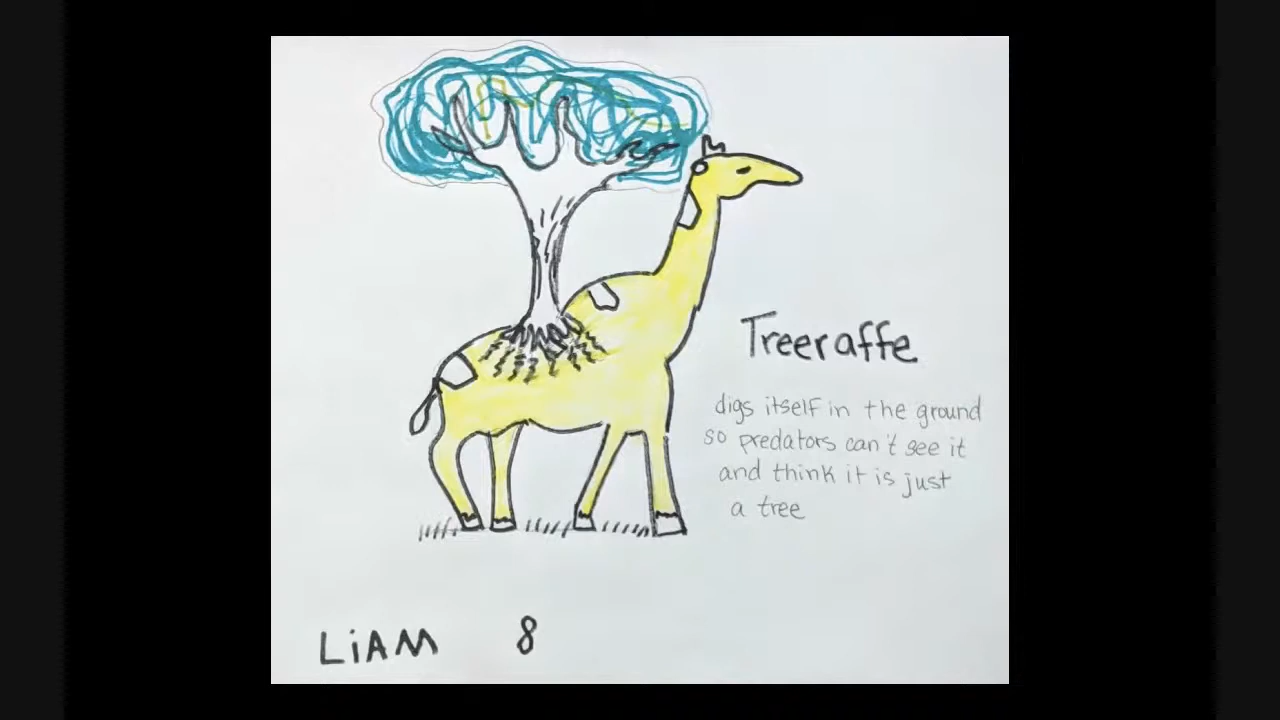 Treeraffe
digs itself in the ground
so predators can't see it
and think it is just
a tree
LiAM 8